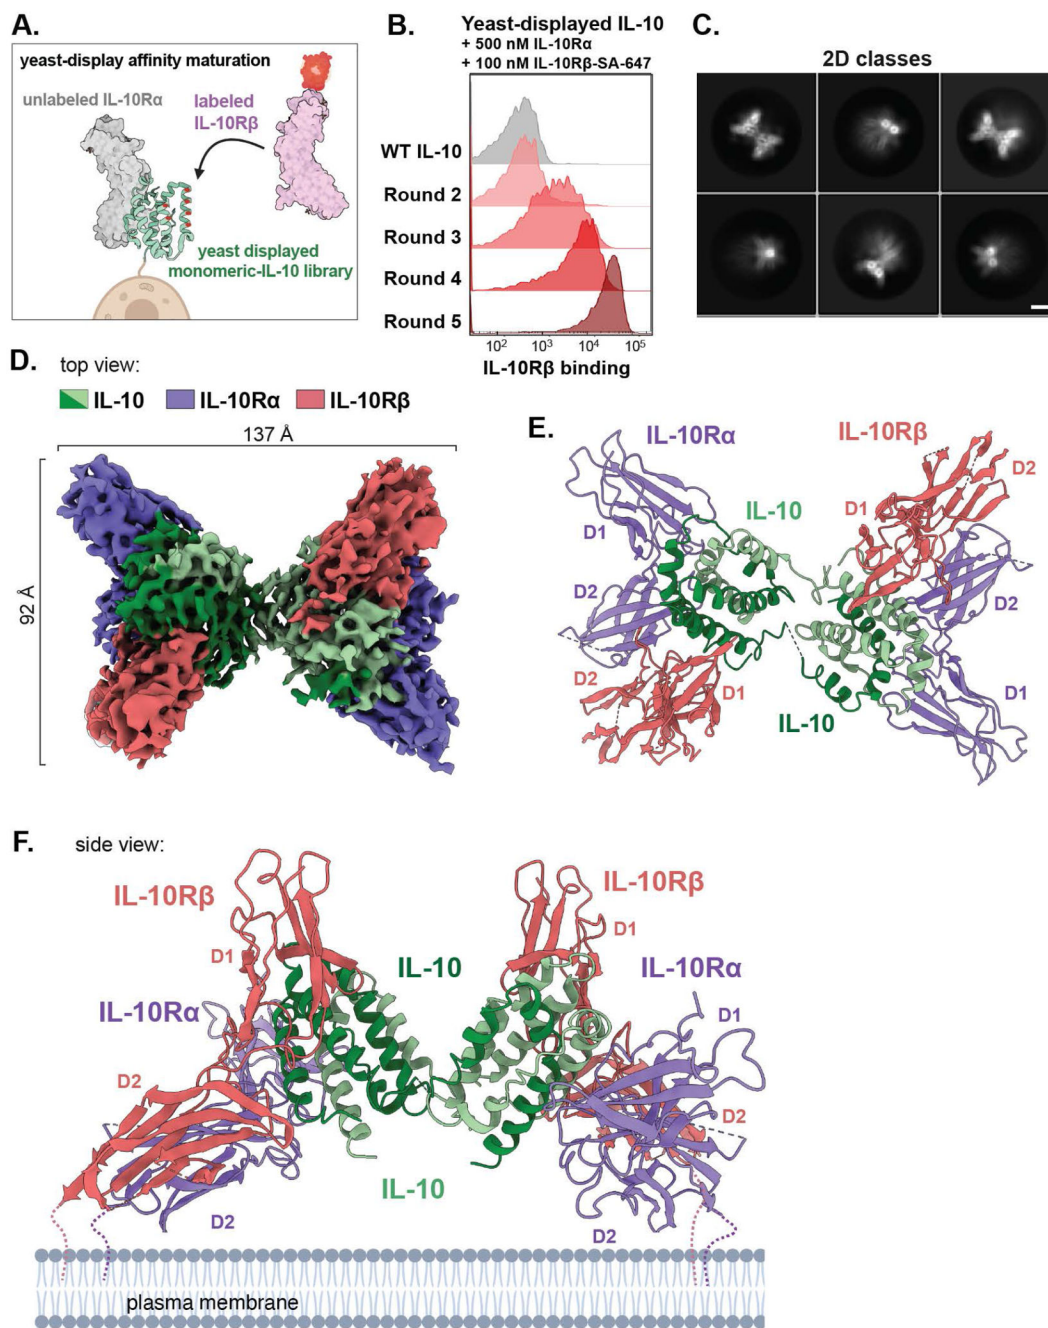 A.
yeast-display affinity maturation
unlabeled IL-10Rα
labeled
IL-10Rβ
yeast displayed
monomeric-IL-10 library
B.
Yeast-displayed IL-10
+ 500 nM IL-10Rα
+ 100 nM IL-10Rβ-SA-647
WT IL-10
Round 2
Round 3
Round 4
Round 5
10² 10³ 10⁴ 10⁵
IL-10Rβ binding
C.
2D classes
D.
top view:
IL-10 IL-10Rα IL-10Rβ
137 Å
92 Å
E.
IL-10Rα
IL-10Rβ
D2
IL-10
D1
D1
D2
D2
D2
D1
D1
IL-10
F.
side view:
IL-10Rβ
IL-10Rβ
D1
D1
IL-10
IL-10Rα
IL-10Rα
D1
D2
D2
IL-10
D2
D2
plasma membrane